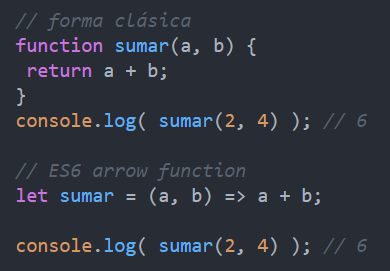 // forma clásica
function sumar(a, b) {
 return a + b;
}
console.log( sumar(2, 4) ); // 6

// ES6 arrow function
let sumar = (a, b) => a + b;

console.log( sumar(2, 4) ); // 6